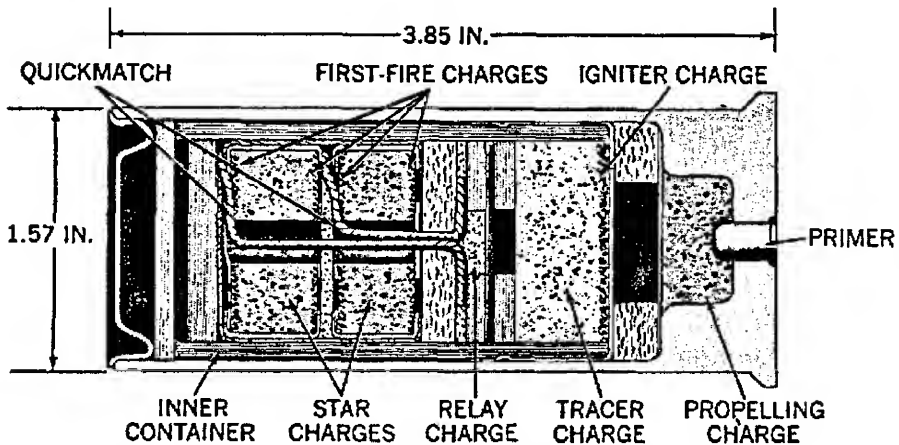 3.85 IN.
QUICKMATCH
FIRST-FIRE CHARGES
IGNITER CHARGE
1.57 IN.
PRIMER
INNER
CONTAINER
STAR
CHARGES
RELAY
CHARGE
TRACER
CHARGE
PROPELLING
CHARGE